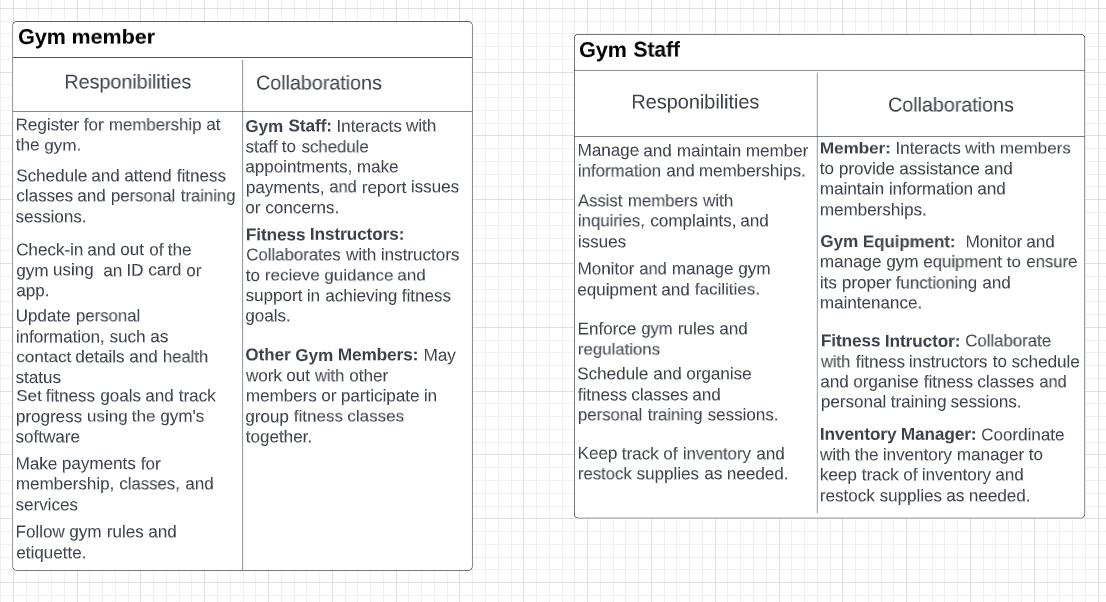 Gym member
Responibilities
Collaborations
Register for membership at
the gym.
Schedule and attend fitness
classes and personal training
sessions.
Check-in and out of the
gym using  an ID card or
app.
Update personal
information, such as
contact details and health
status
Set fitness goals and track
progress using the gym's
software
Make payments for
membership, classes, and
services
Follow gym rules and
etiquette.
Gym Staff: Interacts with
staff to schedule
appointments, make
payments, and report issues
or concerns.
Fitness Instructors:
Collaborates with instructors
to recieve guidance and
support in achieving fitness
goals.
Other Gym Members: May
work out with other
members or participate in
group fitness classes
together.
Gym Staff
Responibilities
Collaborations
Manage and maintain member
information and memberships.
Assist members with
inquiries, complaints, and
issues
Monitor and manage gym
equipment and facilities.
Enforce gym rules and
regulations
Schedule and organise
fitness classes and
personal training sessions.
Keep track of inventory and
restock supplies as needed.
Member: Interacts with members
to provide assistance and
maintain information and
memberships.
Gym Equipment:  Monitor and
manage gym equipment to ensure
its proper functioning and
maintenance.
Fitness Intructor: Collaborate
with fitness instructors to schedule
and organise fitness classes and
personal training sessions.
Inventory Manager: Coordinate
with the inventory manager to
keep track of inventory and
restock supplies as needed.